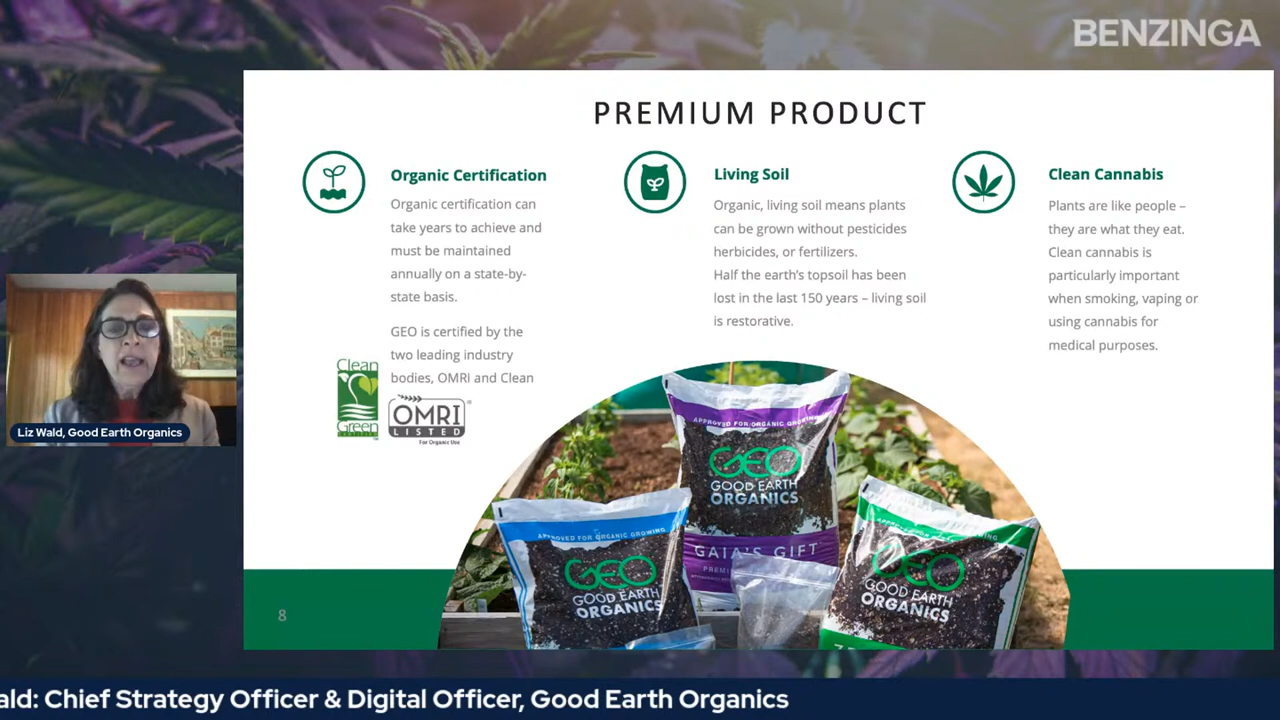 BENZINGA
PREMIUM PRODUCT
Organic Certification
Organic certification can
take years to achieve and
must be maintained
annually on a state-by-
state basis.
GEO is certified by the
two leading industry
bodies, OMRI and Clean
Clean
Green
OMRI
LISTED
For Organic Use
Living Soil
Organic, living soil means plants
can be grown without pesticides
herbicides, or fertilizers.
Half the earth's topsoil has been
lost in the last 150 years – living soil
is restorative.
Clean Cannabis
Plants are like people –
they are what they eat.
Clean cannabis is
particularly important
when smoking, vaping or
using cannabis for
medical purposes.
APPROVED FOR ORGANIC GROWING
GEO
GOOD EARTH
ORGANICS
GAIA'S GIFT
APPROVED FOR ORGANIC GROWING
GEO
GOOD EARTH
ORGANICS
GEO
GOOD EARTH
ORGANICS
8
Liz Wald, Good Earth Organics
ald: Chief Strategy Officer & Digital Officer, Good Earth Organics